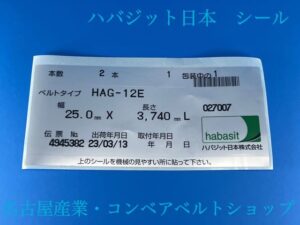 ハバジット日本　シール
本数 2 本 1 包装中の 1
ベルトタイプ HAG-12E
幅 長さ 027007
25.0 m X 3,740 m L
habasit
伝票 No 出荷年月日 取付年月日 ハバジット日本株式会社
4945382 23/03/13 年 月 日
上のシールを機械の見やすい所に貼って下さい。
名古屋産業・コンベアベルトショップ